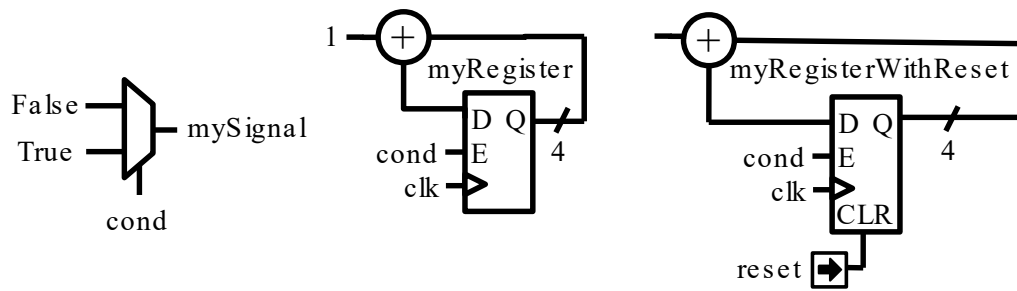 False
True
mySignal
cond
1
+
myRegister
D Q
E
cond
clk
4
+
myRegisterWithReset
D Q
E
cond
clk
CLR
4
reset